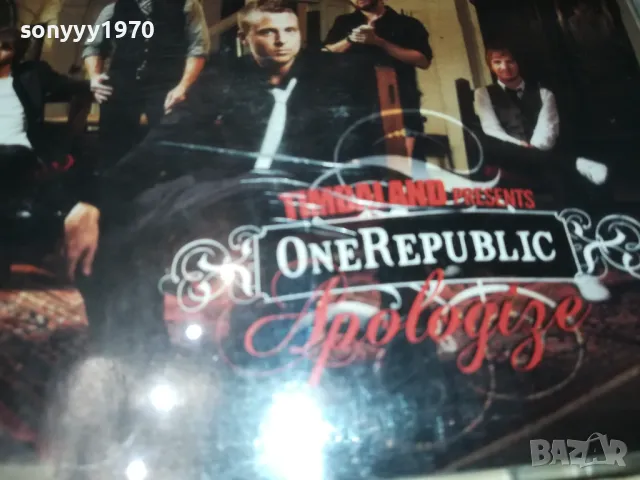 sonyyy1970
TIMBALAND PRESENTS
ONEREPUBLIC
Apologize
BAZAR